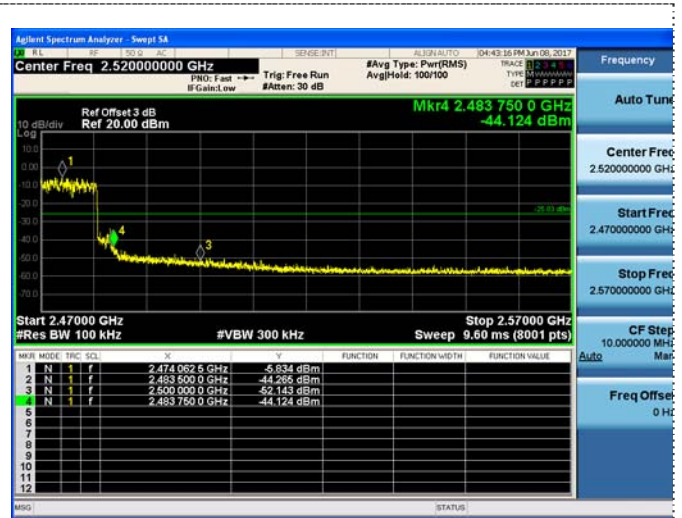 Agilent Spectrum Analyzer - Swept SA
RL RF 50 Ω AC SENSE:INT ALIGN AUTO 04:43:16 PM Jun 08, 2017
Center Freq 2.520000000 GHz
PNO: Fast
IFGain:Low
Trig: Free Run
#Atten: 30 dB
#Avg Type: Pwr(RMS)
Avg|Hold: 100/100
TRACE 1 2 3 4 5 6
TYPE M
DET P P P P P P
Frequency
Auto Tune
Center Freq
2.520000000 GHz
Start Freq
2.470000000 GHz
Stop Freq
2.570000000 GHz
CF Step
10.000000 MHz
Auto Man
Freq Offset
0 Hz
Mkr4 2.483 750 0 GHz
-44.124 dBm
Ref Offset 3 dB
10 dB/div Ref 20.00 dBm
Log
10.0
0.00
-10.0
-20.0
-30.0
-40.0
-50.0
-60.0
-70.0
1
4
3
Start 2.47000 GHz Stop 2.57000 GHz
#Res BW 100 kHz #VBW 300 kHz Sweep 9.60 ms (8001 pts)
MKR MODE TRC SCL X Y FUNCTION FUNCTION WIDTH FUNCTION VALUE
1 N 1 f 2.474 062 5 GHz -5.834 dBm
2 N 1 f 2.483 500 0 GHz -44.265 dBm
3 N 1 f 2.500 000 0 GHz -52.143 dBm
4 N 1 f 2.483 750 0 GHz -44.124 dBm
5
6
7
8
9
10
11
12
MSG STATUS